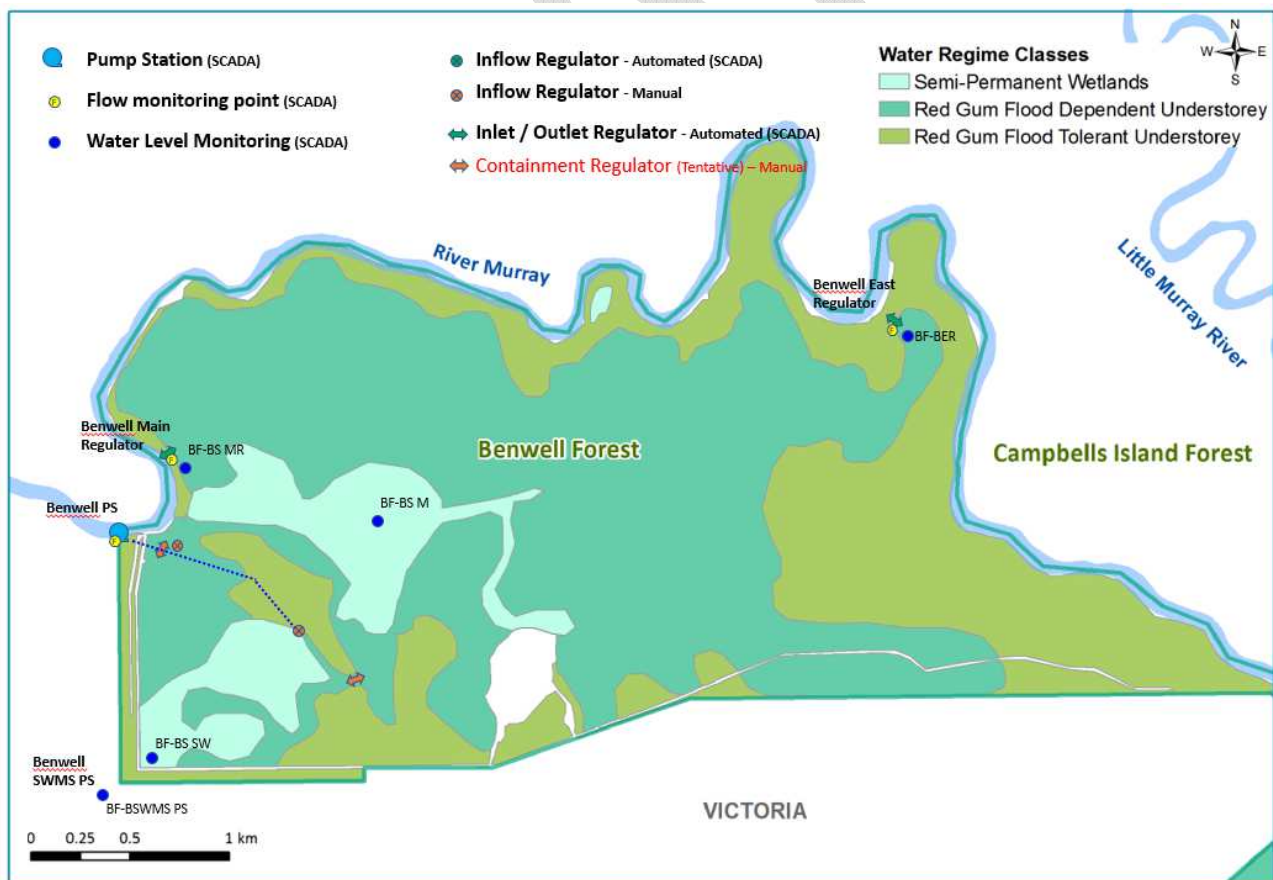 Pump Station (SCADA)
Flow monitoring point (SCADA)
Water Level Monitoring (SCADA)
Inflow Regulator - Automated (SCADA)
Inflow Regulator - Manual
Inlet / Outlet Regulator - Automated (SCADA)
Containment Regulator (Tentative) – Manual
Water Regime Classes
Semi-Permanent Wetlands
Red Gum Flood Dependent Understorey
Red Gum Flood Tolerant Understorey
N
W E
S
River Murray
Little Murray River
Benwell East
Regulator
F
BF-BER
Benwell Main
Regulator
F
BF-BS MR
Benwell Forest
Campbells Island Forest
Benwell PS
F
BF-BS M
BF-BS SW
Benwell
SWMS PS
BF-BSWMS PS
VICTORIA
0 0.25 0.5 1 km